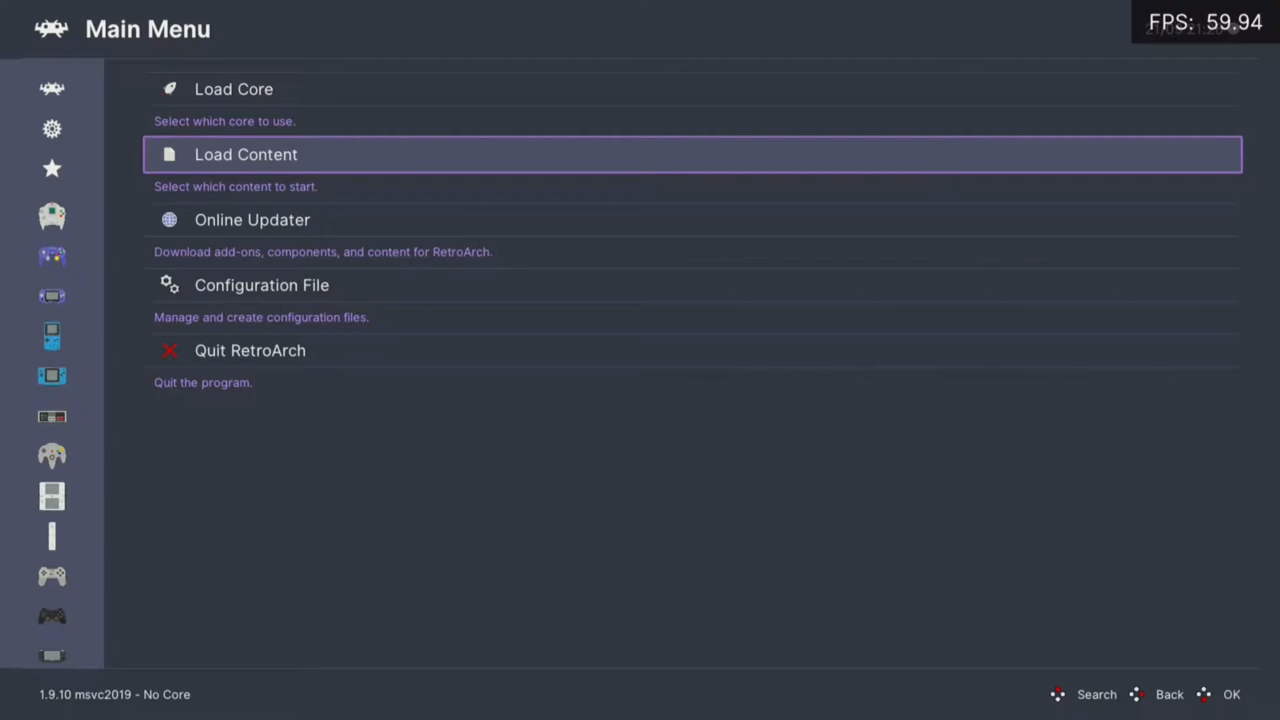 Main Menu
FPS: 59.94
Load Core
Select which core to use.
Load Content
Select which content to start.
Online Updater
Download add-ons, components, and content for RetroArch.
Configuration File
Manage and create configuration files.
Quit RetroArch
Quit the program.
1.9.10 msvc2019 - No Core
Search
Back
OK